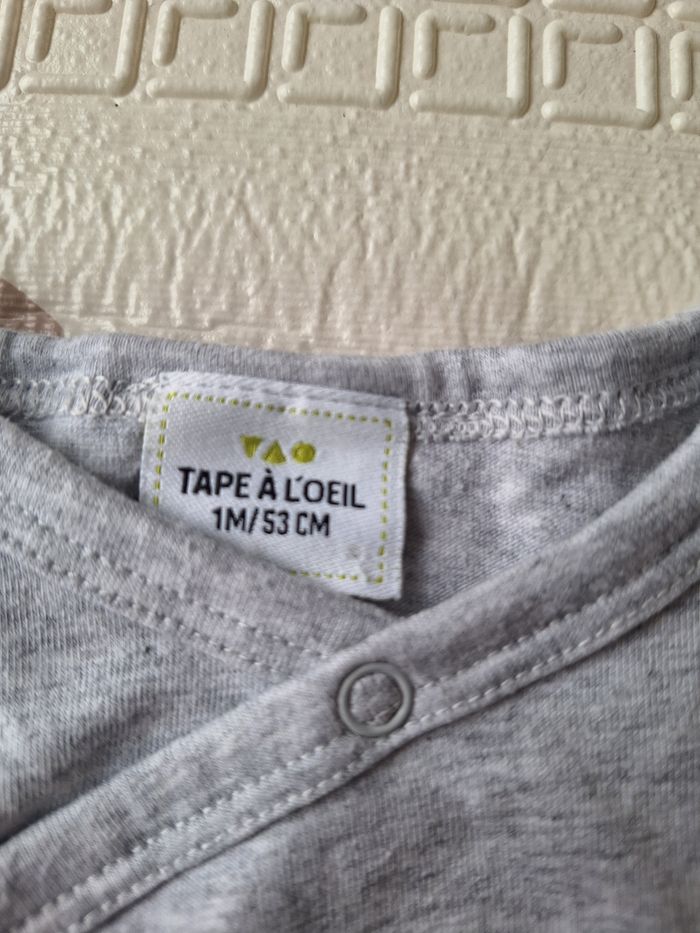 TAO
TAPE À L'OEIL
1M/53 CM